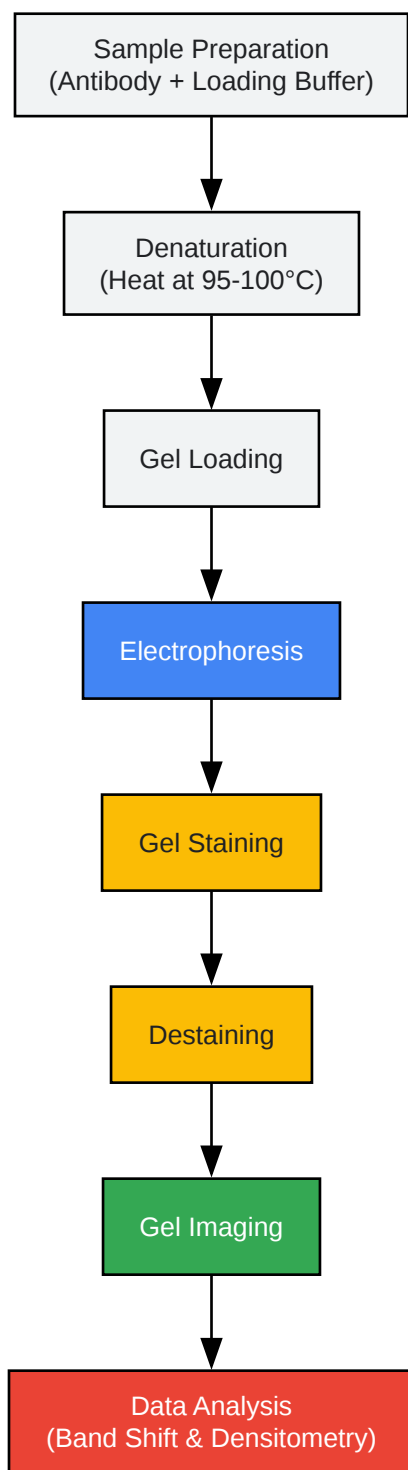 Sample Preparation
(Antibody + Loading Buffer)
Denaturation
(Heat at 95-100°C)
Gel Loading
Electrophoresis
Gel Staining
Destaining
Gel Imaging
Data Analysis
(Band Shift & Densitometry)